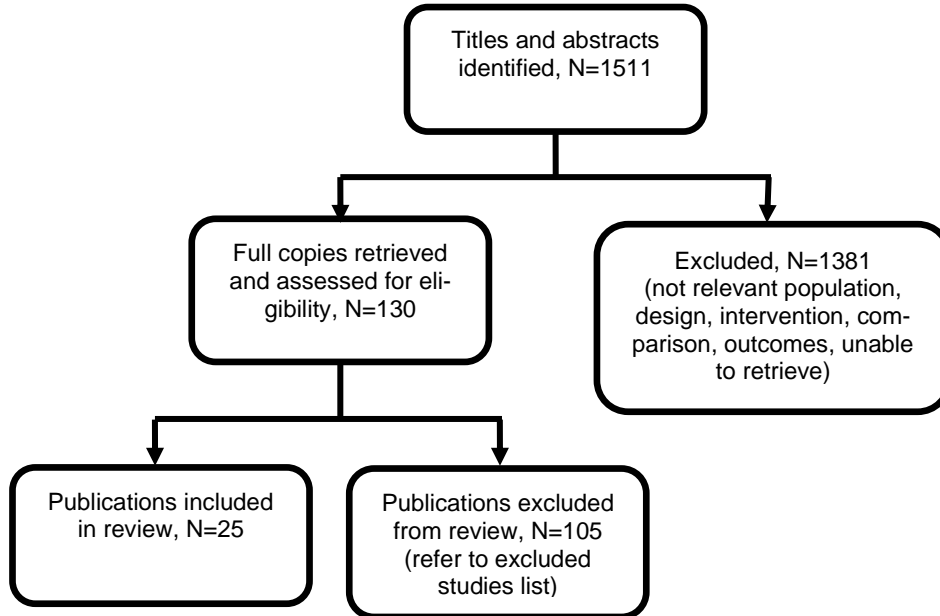 Titles and abstracts
identified, N=1511
Full copies retrieved
and assessed for eli-
gibility, N=130
Excluded, N=1381
(not relevant population,
design, intervention, com-
parison, outcomes, unable
to retrieve)
Publications included
in review, N=25
Publications excluded
from review, N=105
(refer to excluded
studies list)